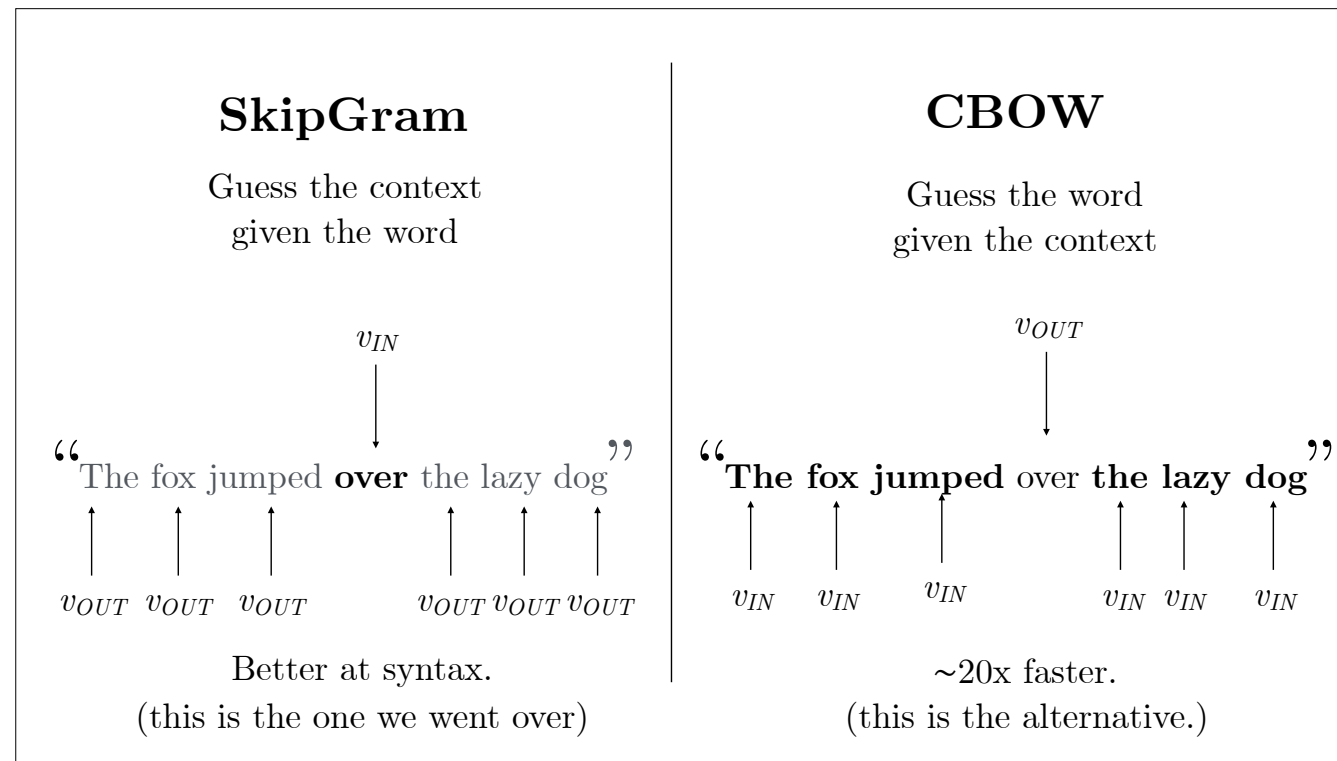 SkipGram
Guess the context
given the word
v_IN
“The fox jumped over the lazy dog”
v_OUT v_OUT v_OUT v_OUT v_OUT v_OUT
Better at syntax.
(this is the one we went over)
CBOW
Guess the word
given the context
v_OUT
“The fox jumped over the lazy dog”
v_IN v_IN v_IN v_IN v_IN v_IN
~20x faster.
(this is the alternative.)